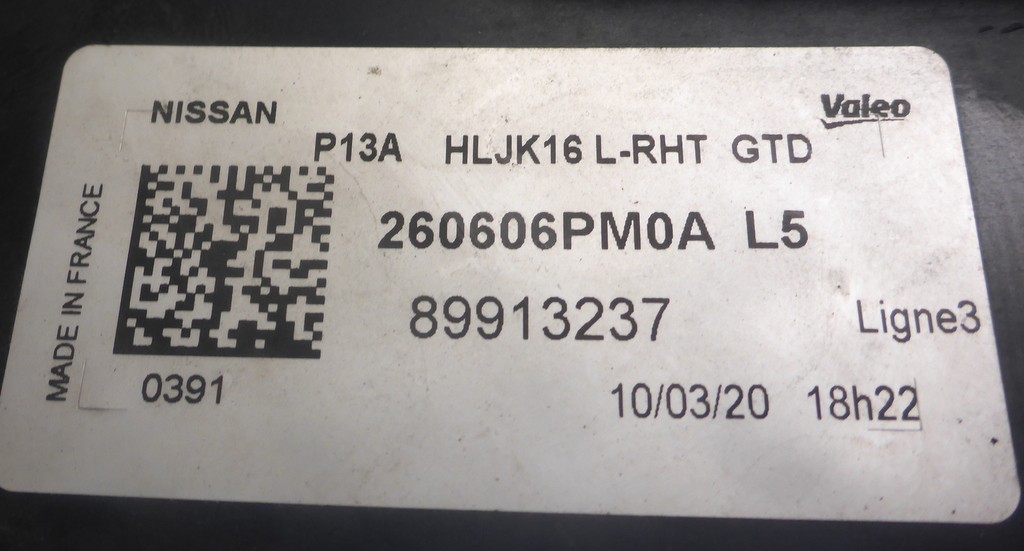 NISSAN
Valeo
P13A HLJK16 L-RHT GTD
MADE IN FRANCE
260606PM0A L5
89913237
Ligne3
0391
10/03/20 18h22